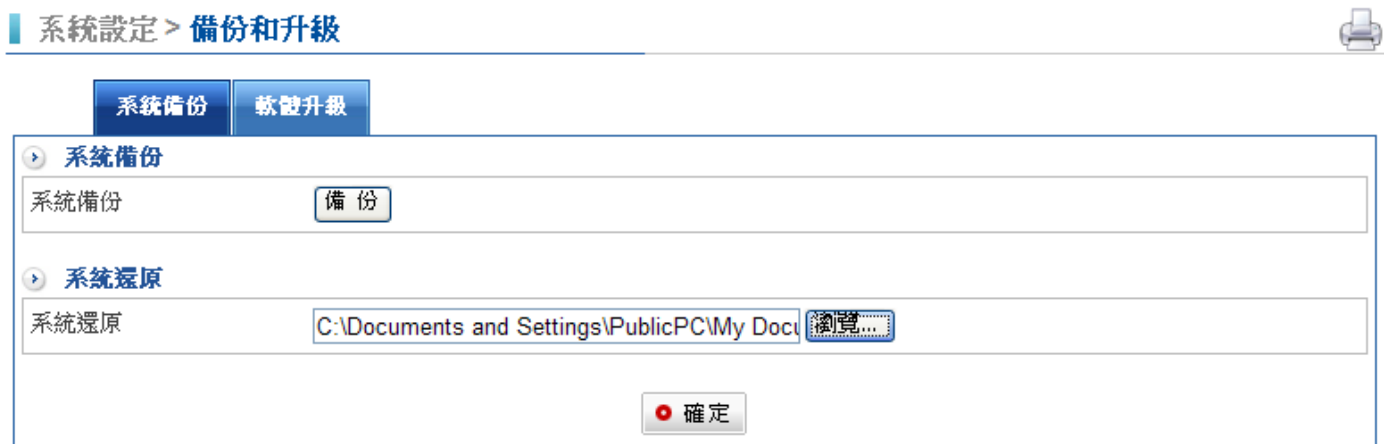 系統設定 > 備份和升級
系統備份 軟體升級
系統備份
系統備份 備 份
系統還原
系統還原 C:\Documents and Settings\PublicPC\My Docu 瀏覽...
確定